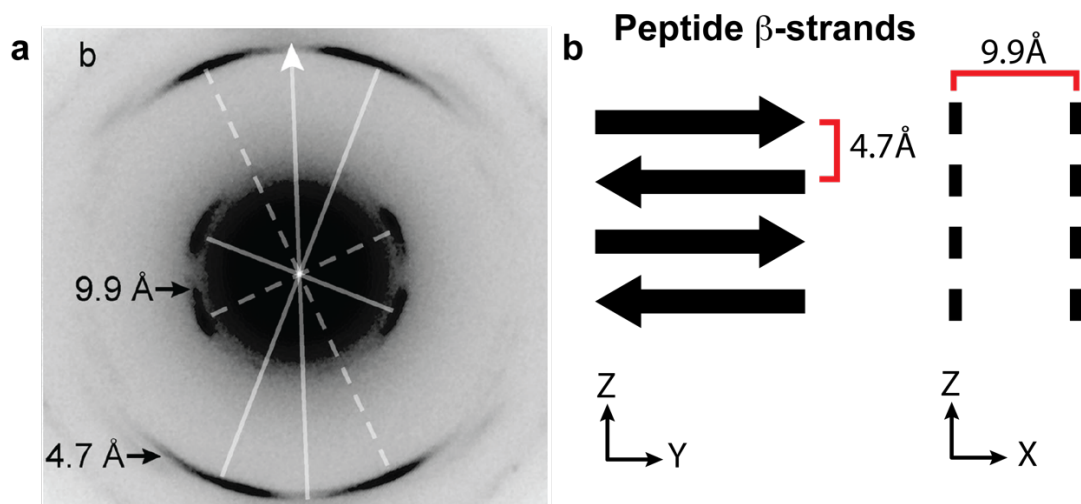 a
b
9.9 Å
4.7 Å
Peptide β-strands
b
9.9Å
4.7Å
Z
Y
Z
X